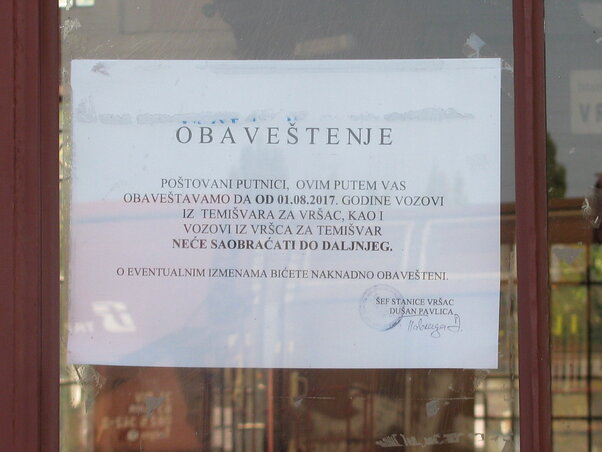 OBAVEŠTENJE
POŠTOVANI PUTNICI, OVIM PUTEM VAS
OBAVEŠTAVAMO DA OD 01.08.2017. GODINE VOZOVI
IZ TEMIŠVARA ZA VRŠAC, KAO I
VOZOVI IZ VRŠCA ZA TEMIŠVAR
NEĆE SAOBRAĆATI DO DALJNJEG.
O EVENTUALNIM IZMENAMA BIĆETE NAKNADNO OBAVEŠTENI.
ŠEF STANICE VRŠAC
DUŠAN PAVLICA